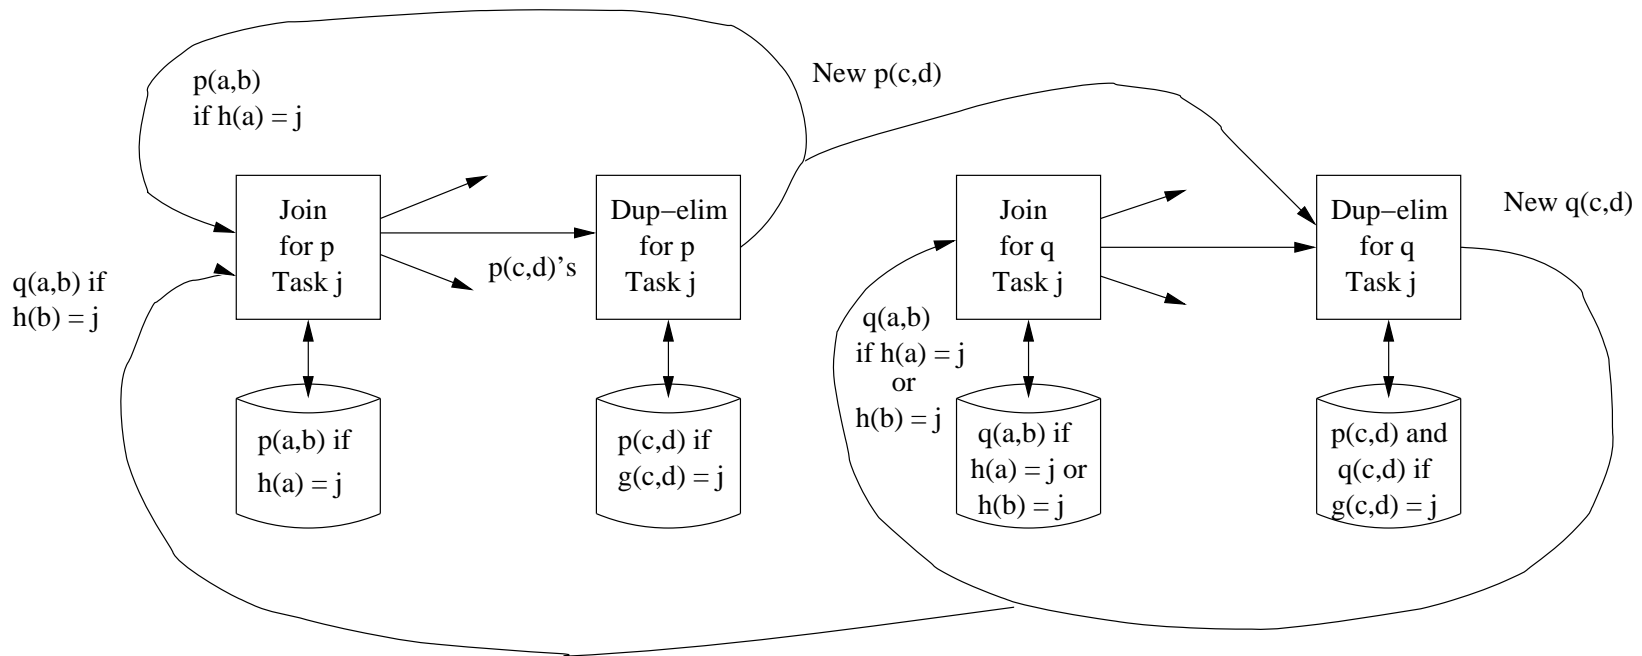 p(a,b)
if h(a) = j
New p(c,d)
Join
for p
Task j
Dup−elim
for p
Task j
Join
for q
Task j
Dup−elim
for q
Task j
New q(c,d)
q(a,b) if
h(b) = j
p(c,d)’s
q(a,b)
if h(a) = j
or
h(b) = j
p(a,b) if
h(a) = j
p(c,d) if
g(c,d) = j
q(a,b) if
h(a) = j or
h(b) = j
p(c,d) and
q(c,d) if
g(c,d) = j